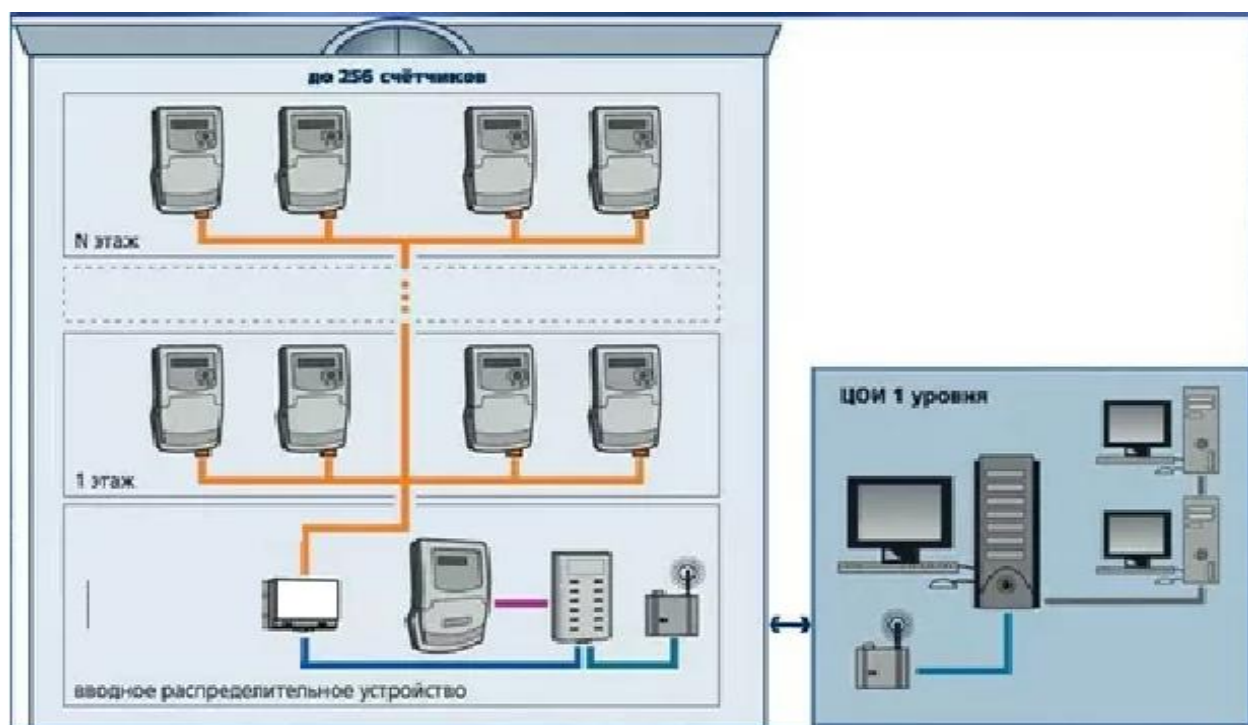 до 256 счётчиков
N этаж
1 этаж
ЦОИ 1 уровня
вводное распределительное устройство